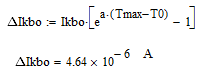 ΔIkbo := Ikbo·[e^a·(Tmax−T0) − 1]
ΔIkbo = 4.64 × 10^−6 A